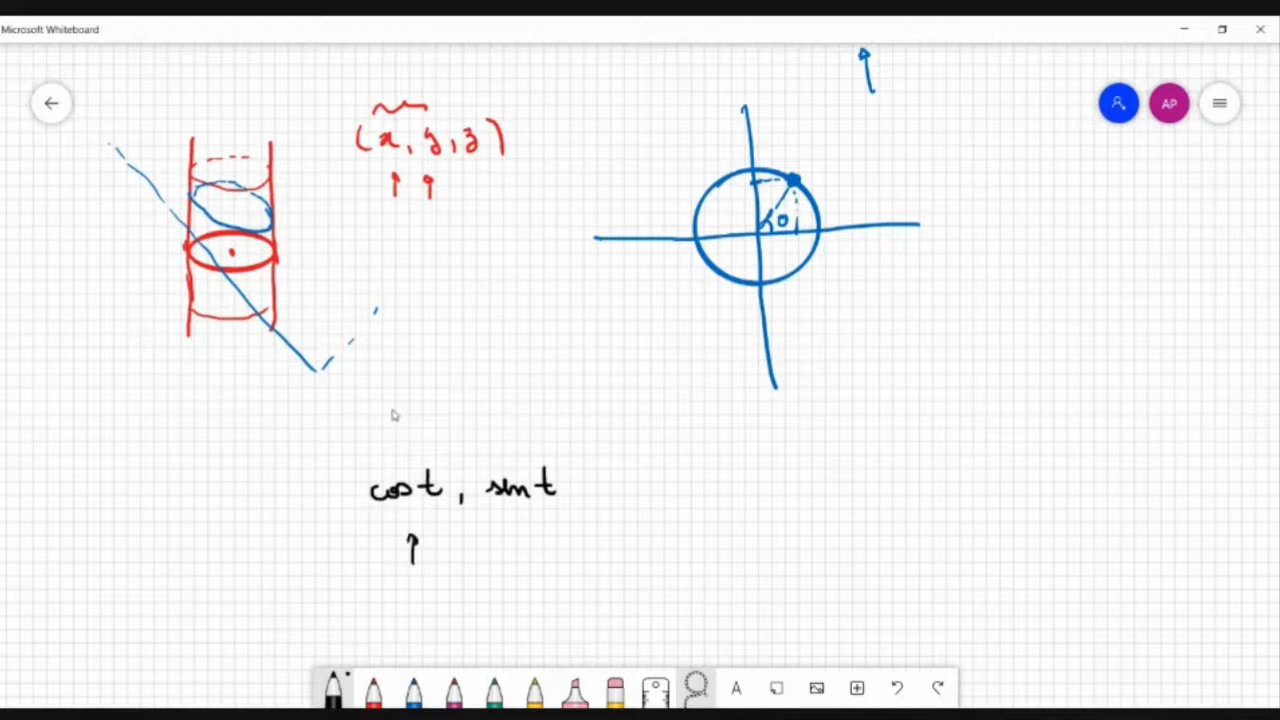 Microsoft Whiteboard
AP
(x, y, z)
θ
cos t, sin t
A